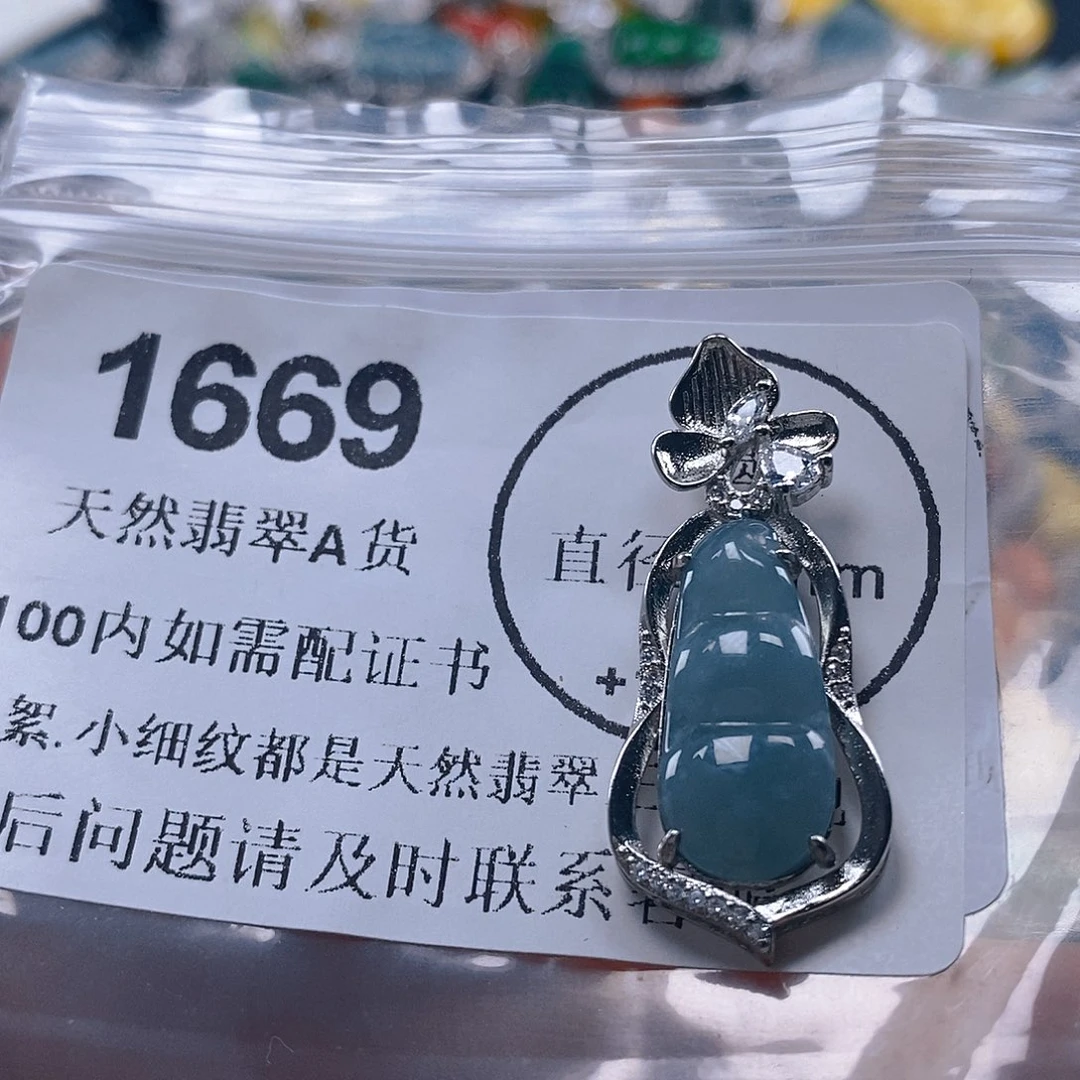 1669
天然翡翠A货
直径 m
100内如需配证书
+
絮.小细纹都是天然翡翠
后问题请及时联系客